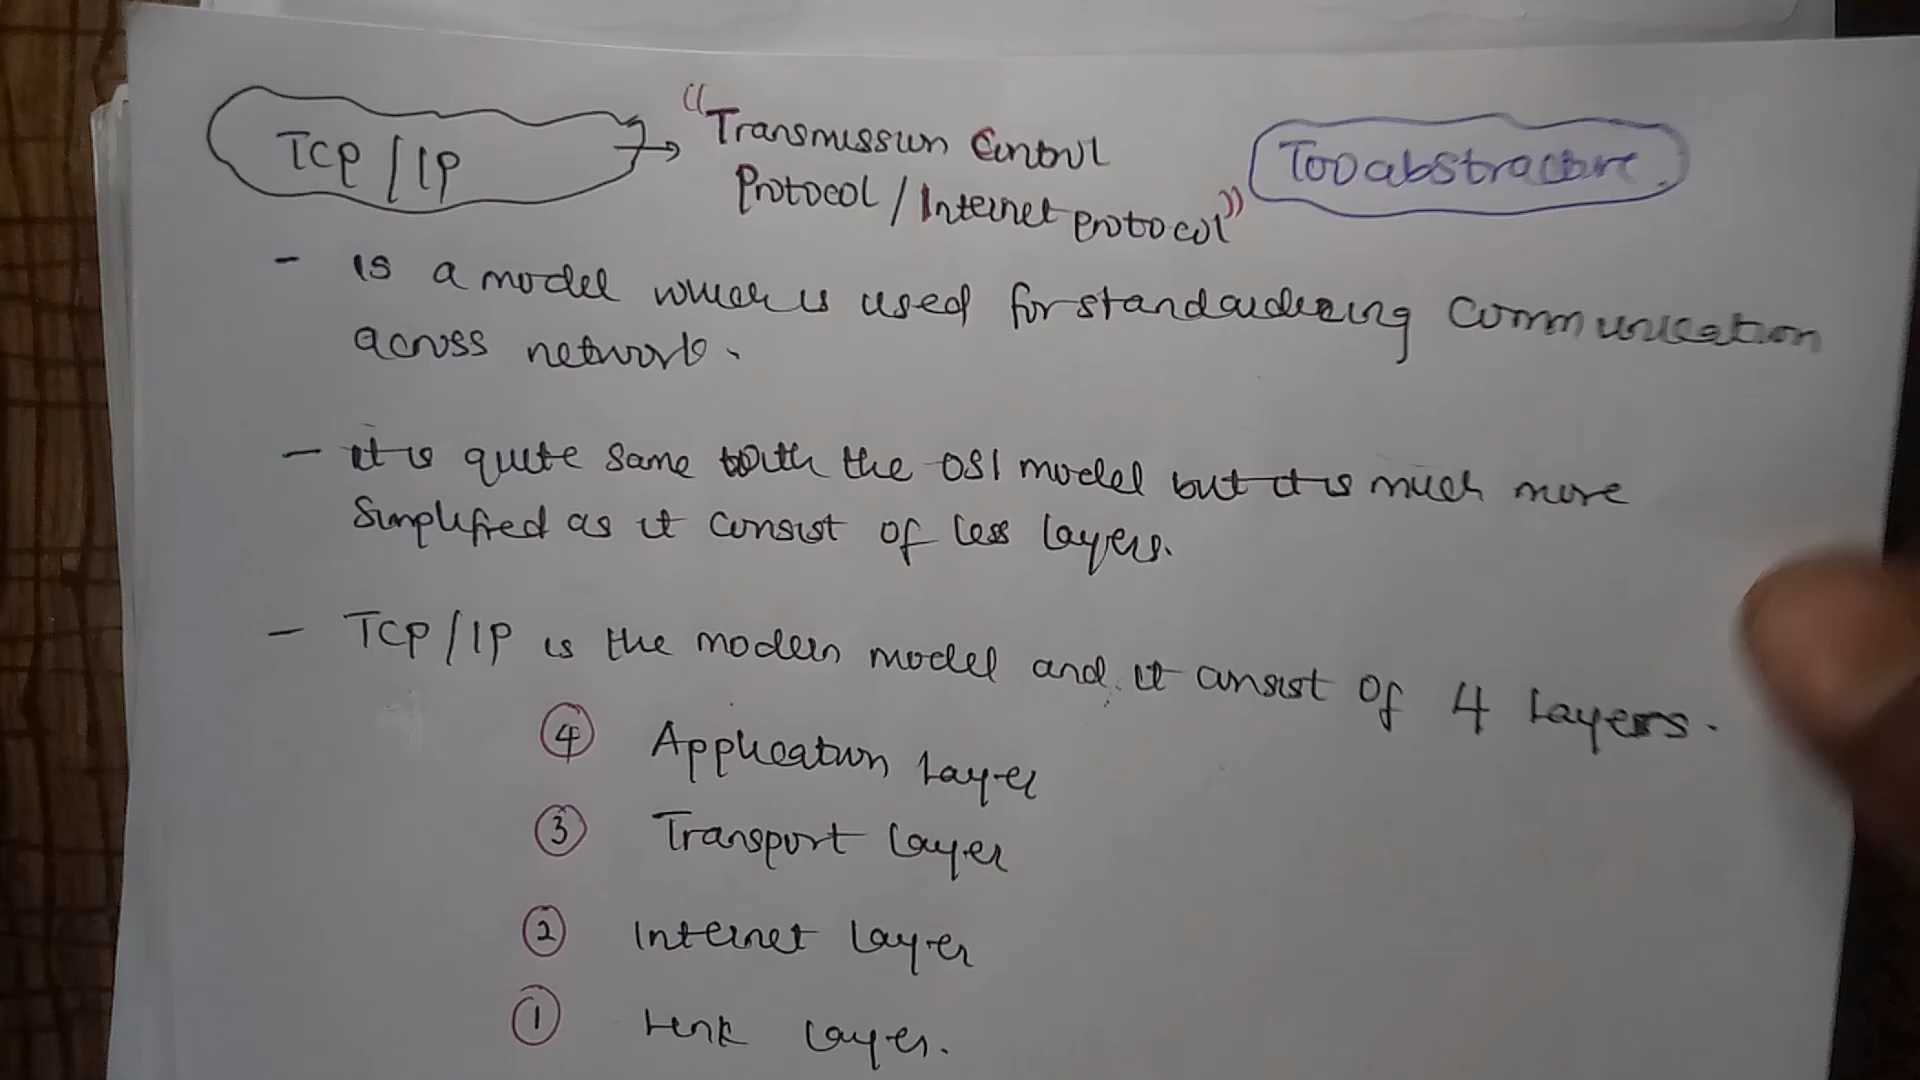 TCP/IP → "Transmission Control
Protocol / Internet protocol"
Too abstractive.
- is a model which is used for standardizing communication
across network.
- it is quite same with the OSI model but it is much more
Simplified as it consist of less layers.
- TCP/IP is the modern model and it consist of 4 layers.
④ Application layer
③ Transport layer
② Internet layer
① Link layer.